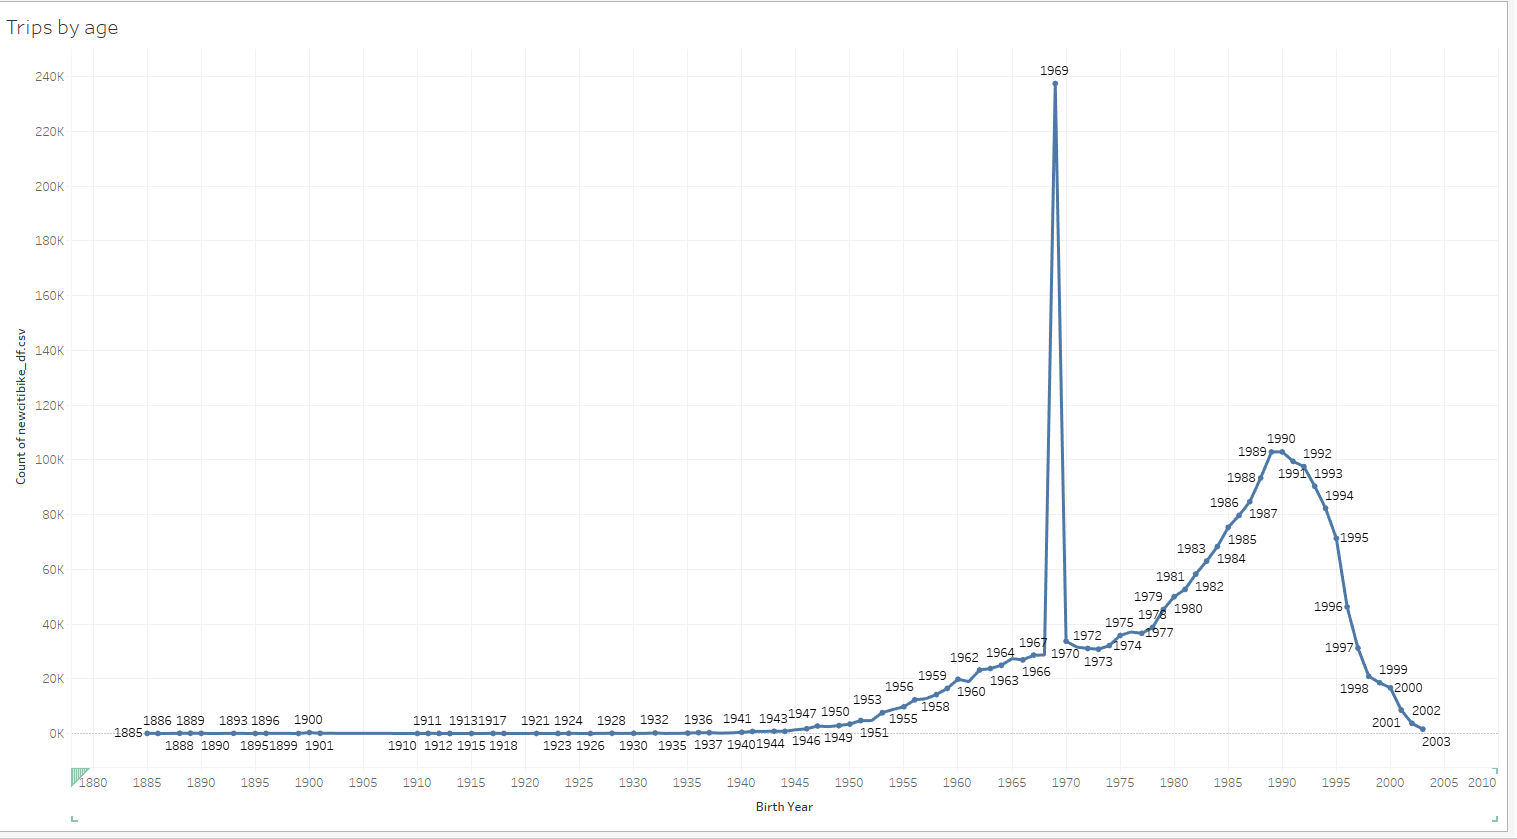 Trips by age
240K
220K
200K
180K
160K
140K
120K
100K
80K
60K
40K
20K
0K
Count of newcitibike_df.csv
1969
1990
1989 1992
1991 1993
1988
1994
1986
1987
1985 1995
1983
1984
1981
1982
1979
1996 1980
1978
1975
1977
1972
1967 1974 1997
1970
1964
1962 1973
1966 1999
1959
1963 1998 2000
1956
1960
1953
1958
1950 1955 2002
1947
1886 1889 1893 1896 1900 1911 1913 1917 1921 1924 1928 1932 1936 1941 1943 2001
1885 1951
1888 1890 1895 1899 1901 1910 1912 1915 1918 1923 1926 1930 1935 1937 1940 1944 1946 1949 2003
1880 1885 1890 1895 1900 1905 1910 1915 1920 1925 1930 1935 1940 1945 1950 1955 1960 1965 1970 1975 1980 1985 1990 1995 2000 2005 2010
Birth Year